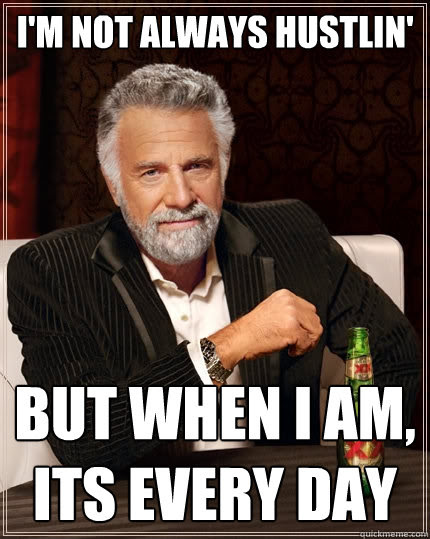 I'M NOT ALWAYS HUSTLIN'
BUT WHEN I AM,
ITS EVERY DAY
quickmeme.com